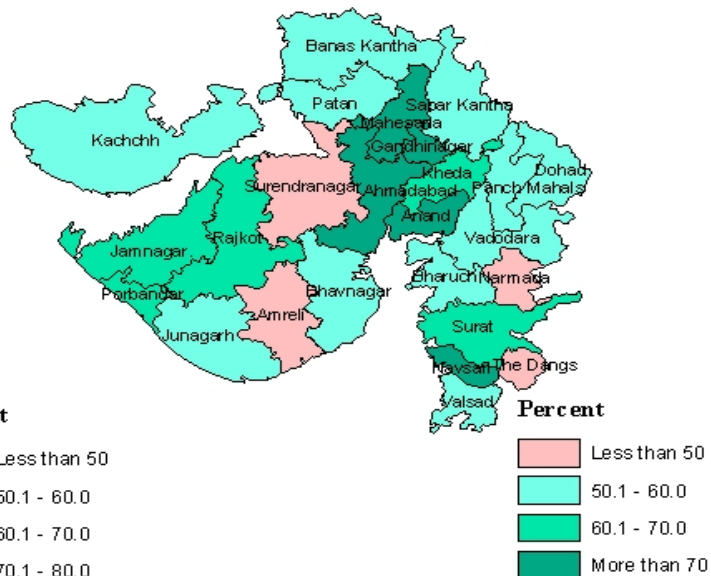 Banas Kantha
Patan
Sabar Kantha
Mahesana
Kachchh
Gandhinagar
Kheda
Dohad
Surendranagar
Ahmadabad
Panch Mahals
Anand
Rajkot
Vadodara
Jamnagar
Bharuch
Narmada
Porbandar
Bhavnagar
Amreli
Surat
Junagarh
Navsari
The Dangs
Valsad
t
Less than 50
50.1 - 60.0
60.1 - 70.0
70.1 - 80.0
Percent
Less than 50
50.1 - 60.0
60.1 - 70.0
More than 70